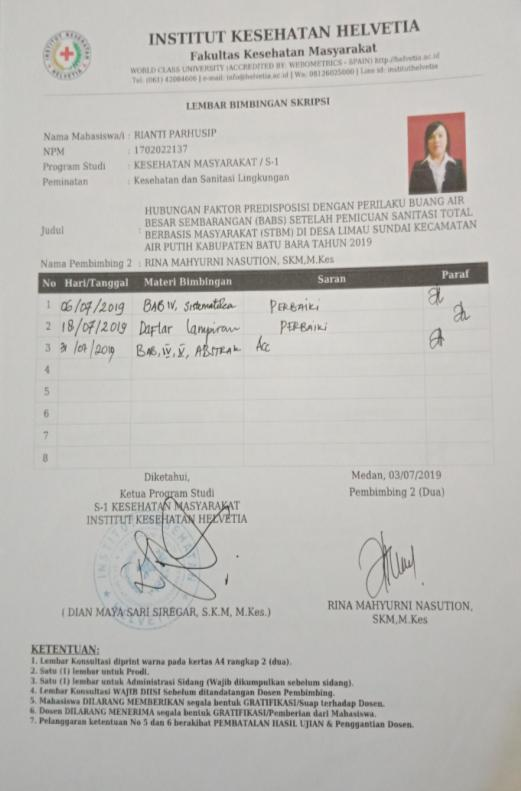 INSTITUT KESEHATAN HELVETIA
Fakultas Kesehatan Masyarakat
WORLD CLASS UNIVERSITY (ACCREDITED BY: WEBOMETRICS - SPAIN) http://helvetia.ac.id
Tel: (061) 42084606 | e-mail: info@helvetia.ac.id | Wa: 08126025000 | Line id: instituthelvetia
LEMBAR BIMBINGAN SKRIPSI
Nama Mahasiswa/i : RIANTI PARHUSIP
NPM : 1702022137
Program Studi : KESEHATAN MASYARAKAT / S-1
Peminatan : Kesehatan dan Sanitasi Lingkungan
Judul : HUBUNGAN FAKTOR PREDISPOSISI DENGAN PERILAKU BUANG AIR
BESAR SEMBARANGAN (BABS) SETELAH PEMICUAN SANITASI TOTAL
BERBASIS MASYARAKAT (STBM) DI DESA LIMAU SUNDAI KECAMATAN
AIR PUTIH KABUPATEN BATU BARA TAHUN 2019
Nama Pembimbing 2 : RINA MAHYURNI NASUTION, SKM,M.Kes
No Hari/Tanggal Materi Bimbingan Saran Paraf
1 06/07/2019 BAB IV, Sistematika PERBAIKI
2 18/07/2019 Daftar lampiran PERBAIKI
3 31/07/2019 BAB, IV, V, ABSTRAK Acc
4
5
6
7
8
Diketahui,
Ketua Program Studi
S-1 KESEHATAN MASYARAKAT
INSTITUT KESEHATAN HELVETIA
( DIAN MAYA SARI SIREGAR, S.K.M, M.Kes.)
Medan, 03/07/2019
Pembimbing 2 (Dua)
RINA MAHYURNI NASUTION,
SKM,M.Kes
KETENTUAN:
1. Lembar Konsultasi diprint warna pada kertas A4 rangkap 2 (dua).
2. Satu (1) lembar untuk Prodi.
3. Satu (1) lembar untuk Administrasi Sidang (Wajib dikumpulkan sebelum sidang).
4. Lembar Konsultasi WAJIB DIISI Sebelum ditandatangan Dosen Pembimbing.
5. Mahasiswa DILARANG MEMBERIKAN segala bentuk GRATIFIKASI/Suap terhadap Dosen.
6. Dosen DILARANG MENERIMA segala bentuk GRATIFIKASI/Pemberian dari Mahasiswa.
7. Pelanggaran ketentuan No 5 dan 6 berakibat PEMBATALAN HASIL UJIAN & Penggantian Dosen.